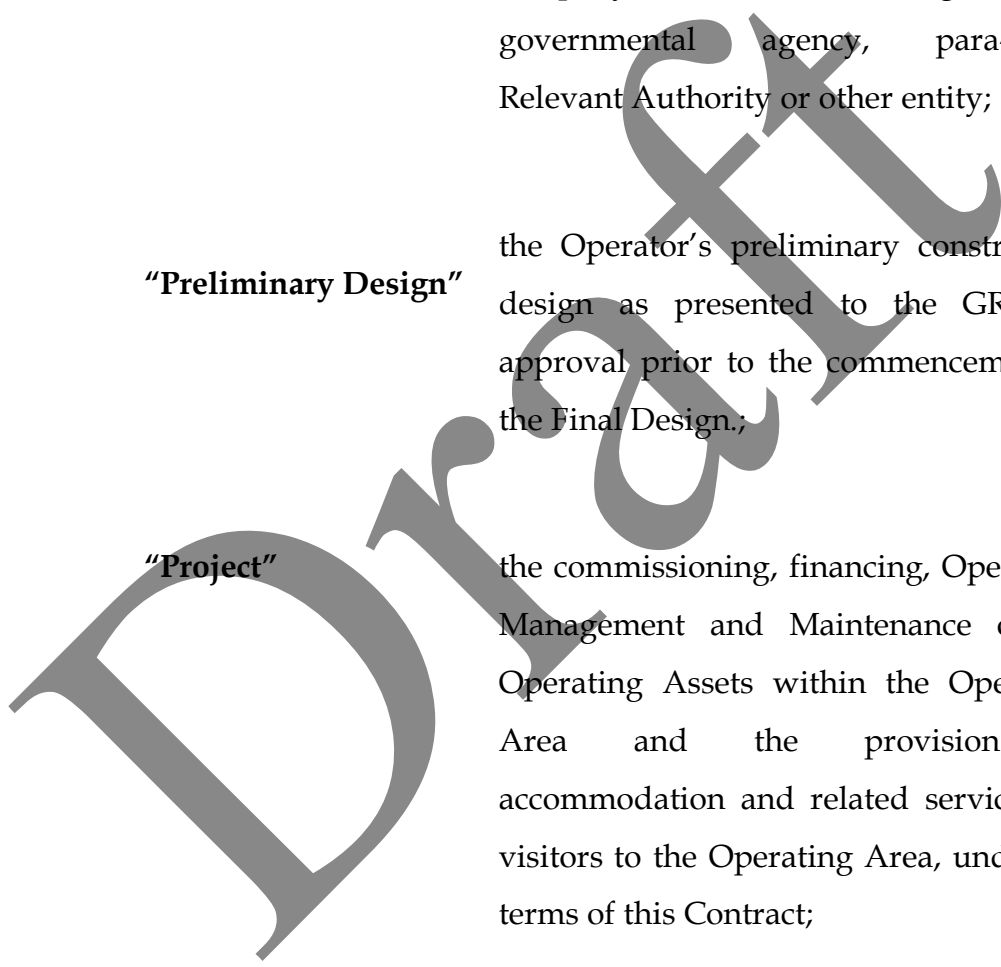 governmental agency, para-
Relevant Authority or other entity;
“Preliminary Design”
the Operator’s preliminary constr
design as presented to the GR
approval prior to the commencem
the Final Design.;
“Project”
the commissioning, financing, Ope
Management and Maintenance
Operating Assets within the Ope
Area and the provision
accommodation and related servic
visitors to the Operating Area, und
terms of this Contract;
Draft